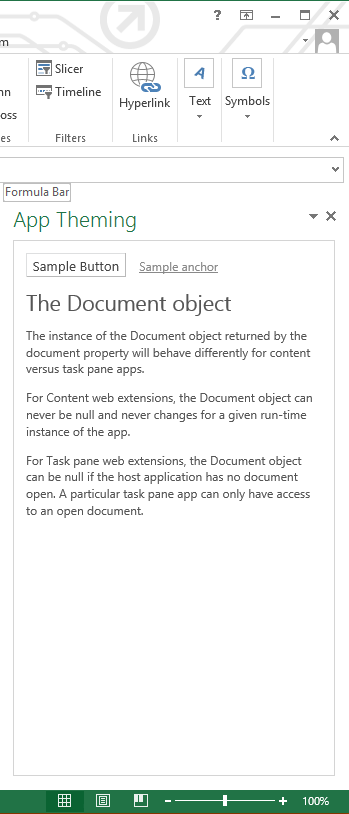 ?
m
Slicer
nn
Timeline
oss
Hyperlink
Text
Symbols
es
Filters
Links
Formula Bar
App Theming
Sample Button
Sample anchor
The Document object
The instance of the Document object returned by the
document property will behave differently for content
versus task pane apps.
For Content web extensions, the Document object can
never be null and never changes for a given run-time
instance of the app.
For Task pane web extensions, the Document object
can be null if the host application has no document
open. A particular task pane app can only have access
to an open document.
100%